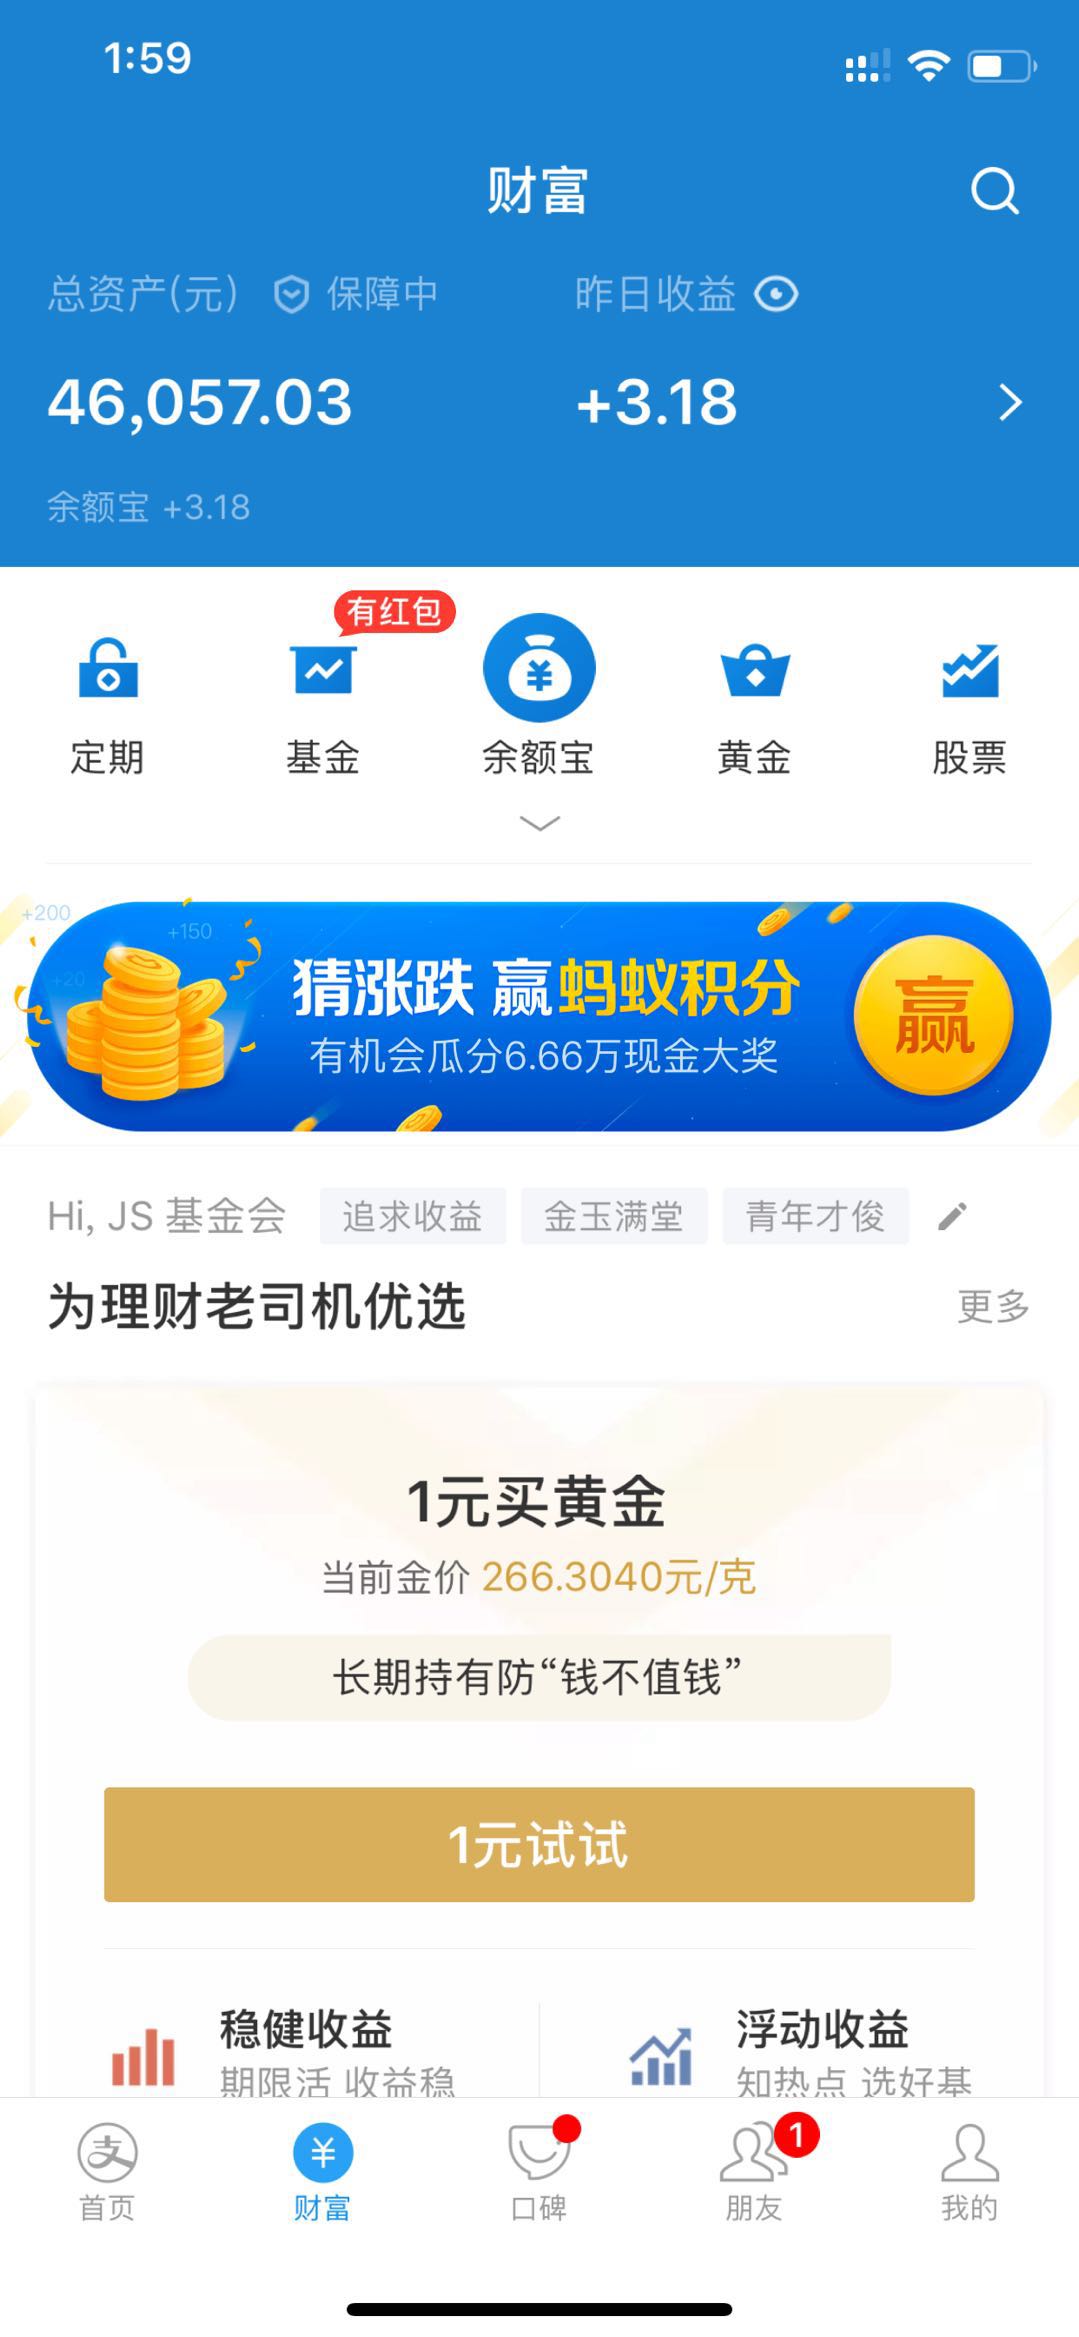 1:59
财富
总资产(元) 保障中 昨日收益
46,057.03 +3.18
余额宝 +3.18
有红包
定期 基金 余额宝 黄金 股票
+200
+150
+20
猜涨跌 赢蚂蚁积分
有机会瓜分6.66万现金大奖
赢
Hi, JS 基金会 追求收益 金玉满堂 青年才俊
为理财老司机优选 更多
1元买黄金
当前金价 266.3040元/克
长期持有防“钱不值钱”
1元试试
稳健收益 浮动收益
期限活 收益稳 知热点 选好基
1
首页 财富 口碑 朋友 我的